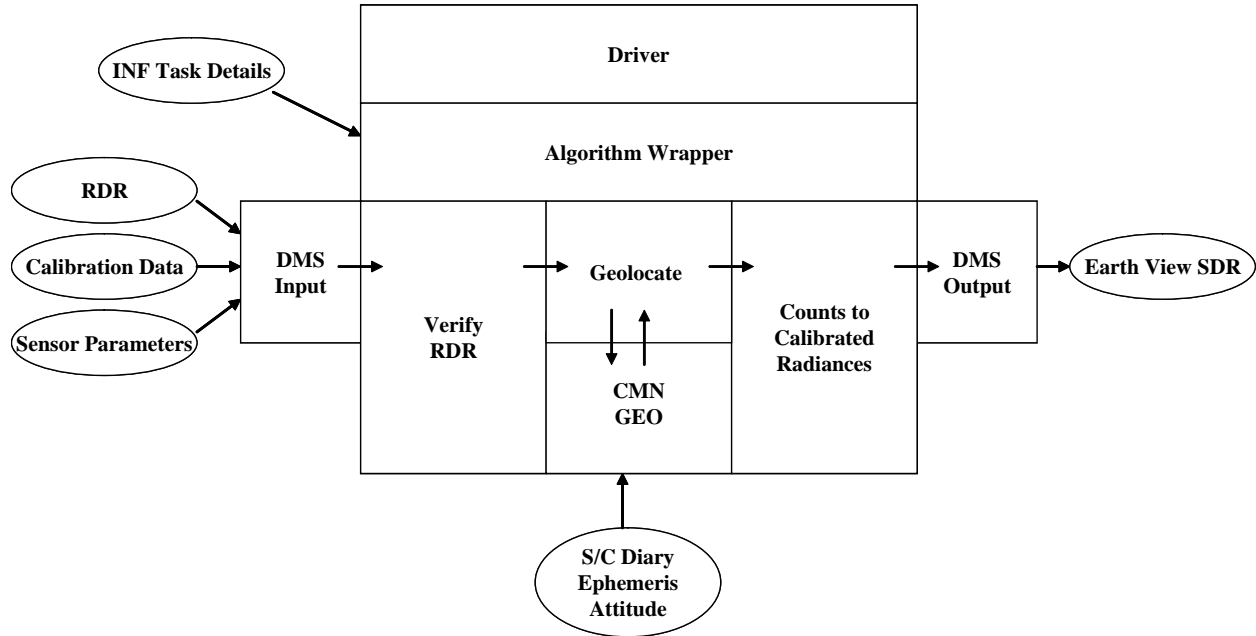 Driver
INF Task Details
Algorithm Wrapper
RDR
Calibration Data
Sensor Parameters
DMS
Input
Verify
RDR
Geolocate
CMN
GEO
Counts to
Calibrated
Radiances
DMS
Output
Earth View SDR
S/C Diary
Ephemeris
Attitude